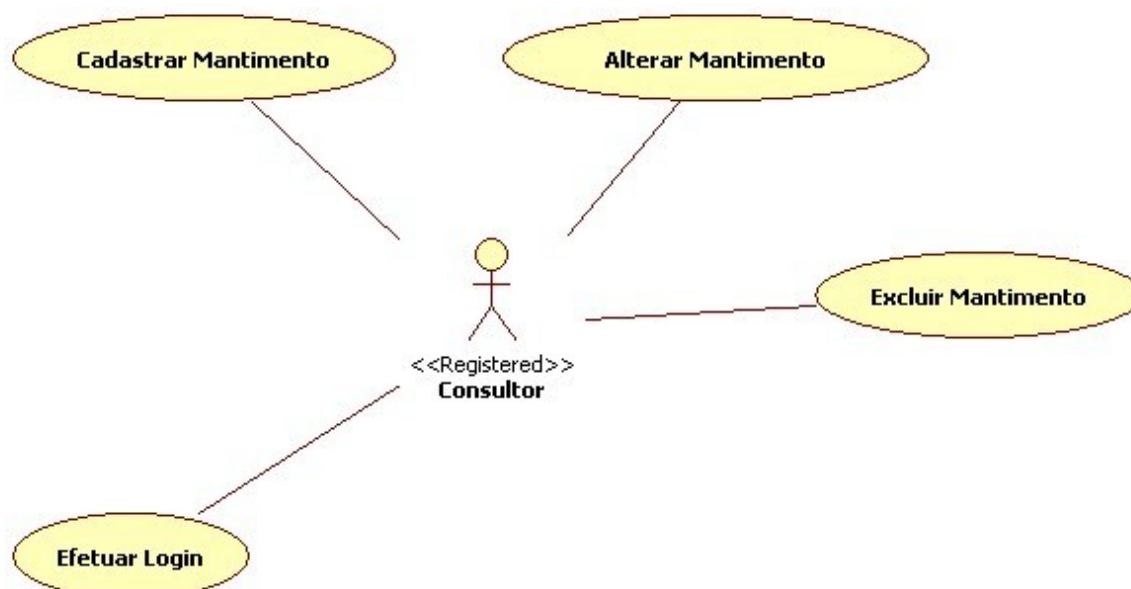 Cadastrar Mantimento
Alterar Mantimento
Excluir Mantimento
<<Registered>>
Consultor
Efetuar Login